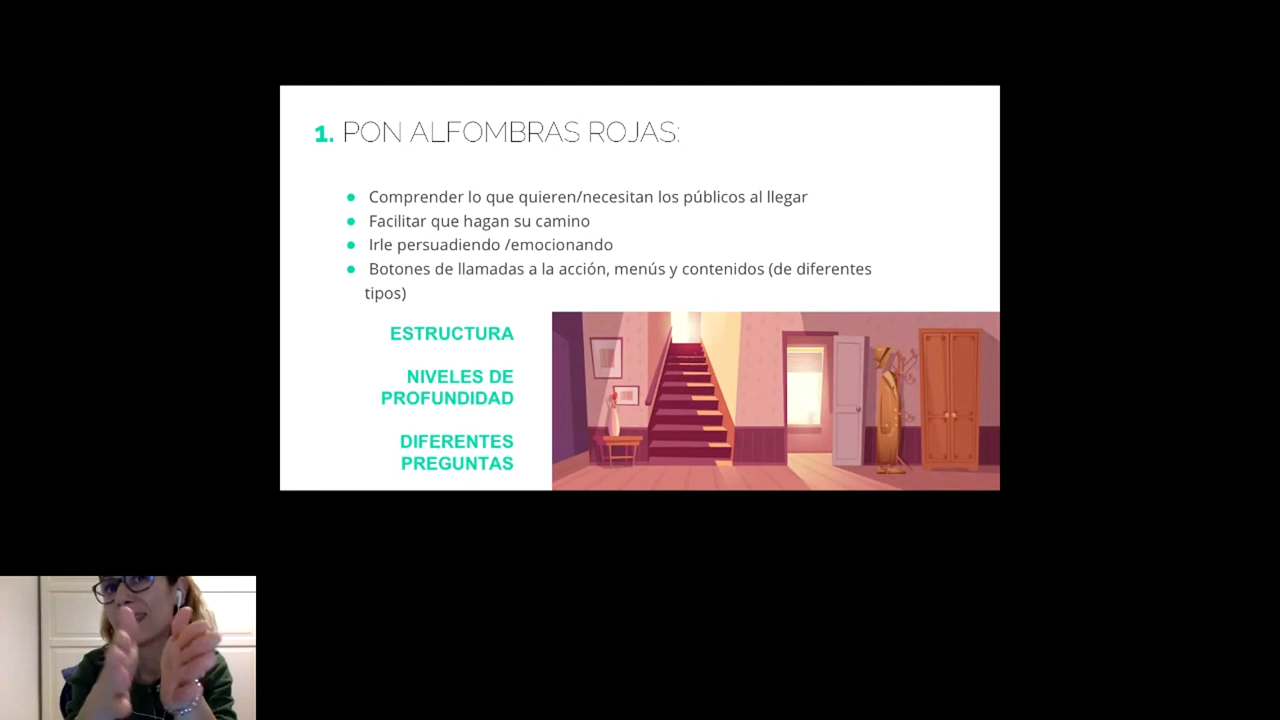 1. PON ALFOMBRAS ROJAS:
● Comprender lo que quieren/necesitan los públicos al llegar
● Facilitar que hagan su camino
● Irle persuadiendo /emocionando
● Botones de llamadas a la acción, menús y contenidos (de diferentes
tipos)
ESTRUCTURA
NIVELES DE
PROFUNDIDAD
DIFERENTES
PREGUNTAS